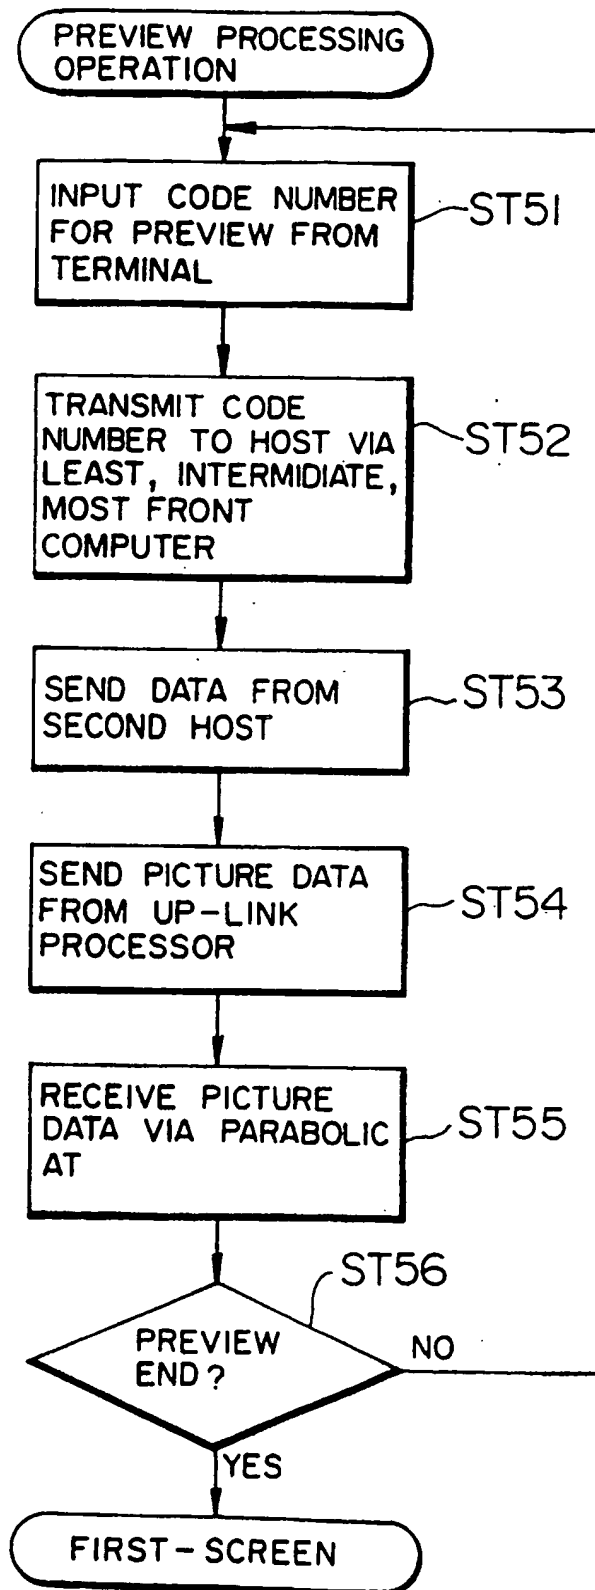 PREVIEW PROCESSING
OPERATION
INPUT CODE NUMBER
FOR PREVIEW FROM
TERMINAL
ST51
TRANSMIT CODE
NUMBER TO HOST VIA
LEAST, INTERMIDIATE,
MOST FRONT
COMPUTER
ST52
SEND DATA FROM
SECOND HOST
ST53
SEND PICTURE DATA
FROM UP-LINK
PROCESSOR
ST54
RECEIVE PICTURE
DATA VIA PARABOLIC
AT
ST55
ST56
PREVIEW
END?
NO
YES
FIRST-SCREEN